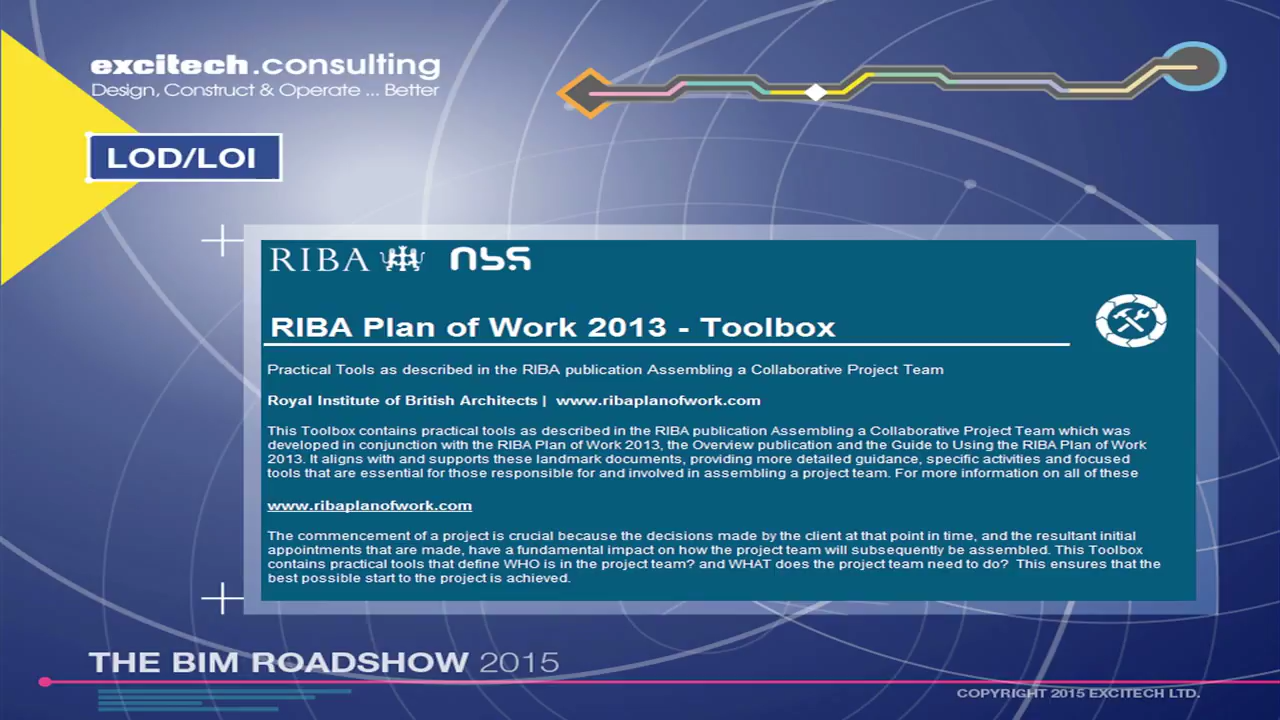 excitech.consulting
Design, Construct & Operate ... Better
LOD/LOI
RIBA nbs
RIBA Plan of Work 2013 - Toolbox
Practical Tools as described in the RIBA publication Assembling a Collaborative Project Team
Royal Institute of British Architects | www.ribaplanofwork.com
This Toolbox contains practical tools as described in the RIBA publication Assembling a Collaborative Project Team which was
developed in conjunction with the RIBA Plan of Work 2013, the Overview publication and the Guide to Using the RIBA Plan of Work
2013. It aligns with and supports these landmark documents, providing more detailed guidance, specific activities and focused
tools that are essential for those responsible for and involved in assembling a project team. For more information on all of these
www.ribaplanofwork.com
The commencement of a project is crucial because the decisions made by the client at that point in time, and the resultant initial
appointments that are made, have a fundamental impact on how the project team will subsequently be assembled. This Toolbox
contains practical tools that define WHO is in the project team? and WHAT does the project team need to do? This ensures that the
best possible start to the project is achieved.
THE BIM ROADSHOW 2015
COPYRIGHT 2015 EXCITECH LTD.